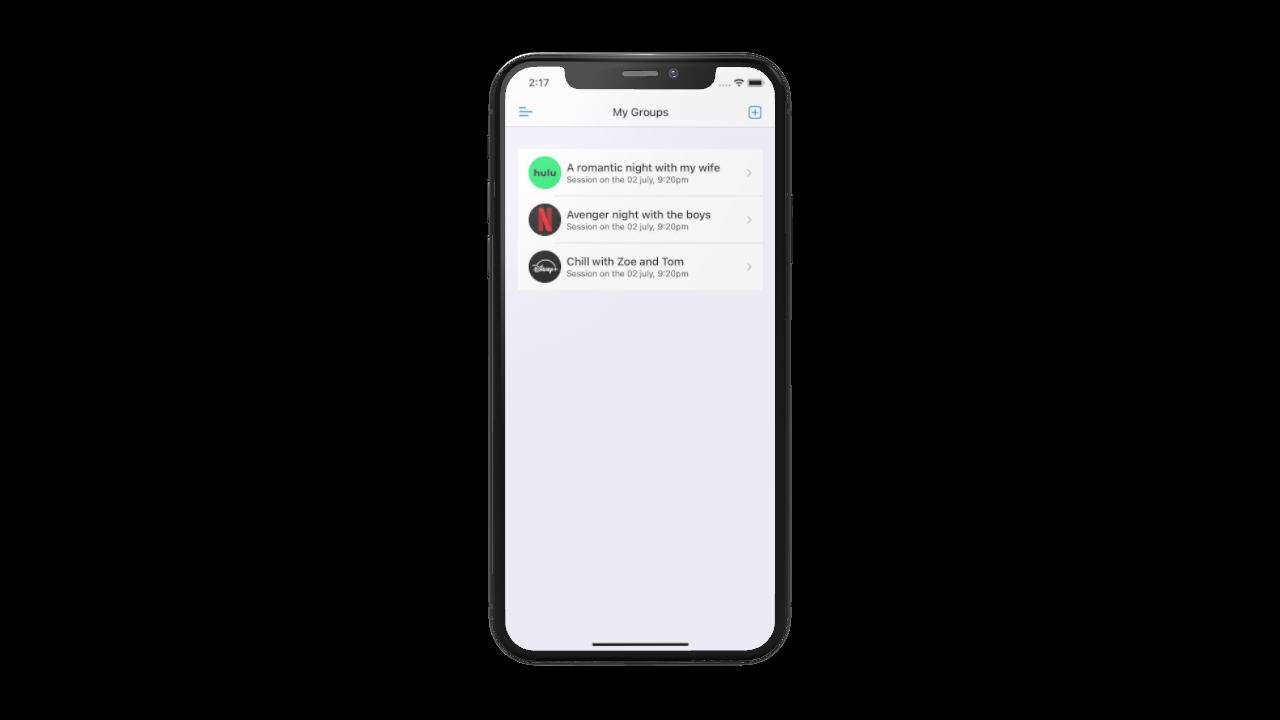 2:17
My Groups
hulu
A romantic night with my wife
Session on the 02 july, 9:20pm
N
Avenger night with the boys
Session on the 02 july, 9:20pm
Disney+
Chill with Zoe and Tom
Session on the 02 july, 9:20pm